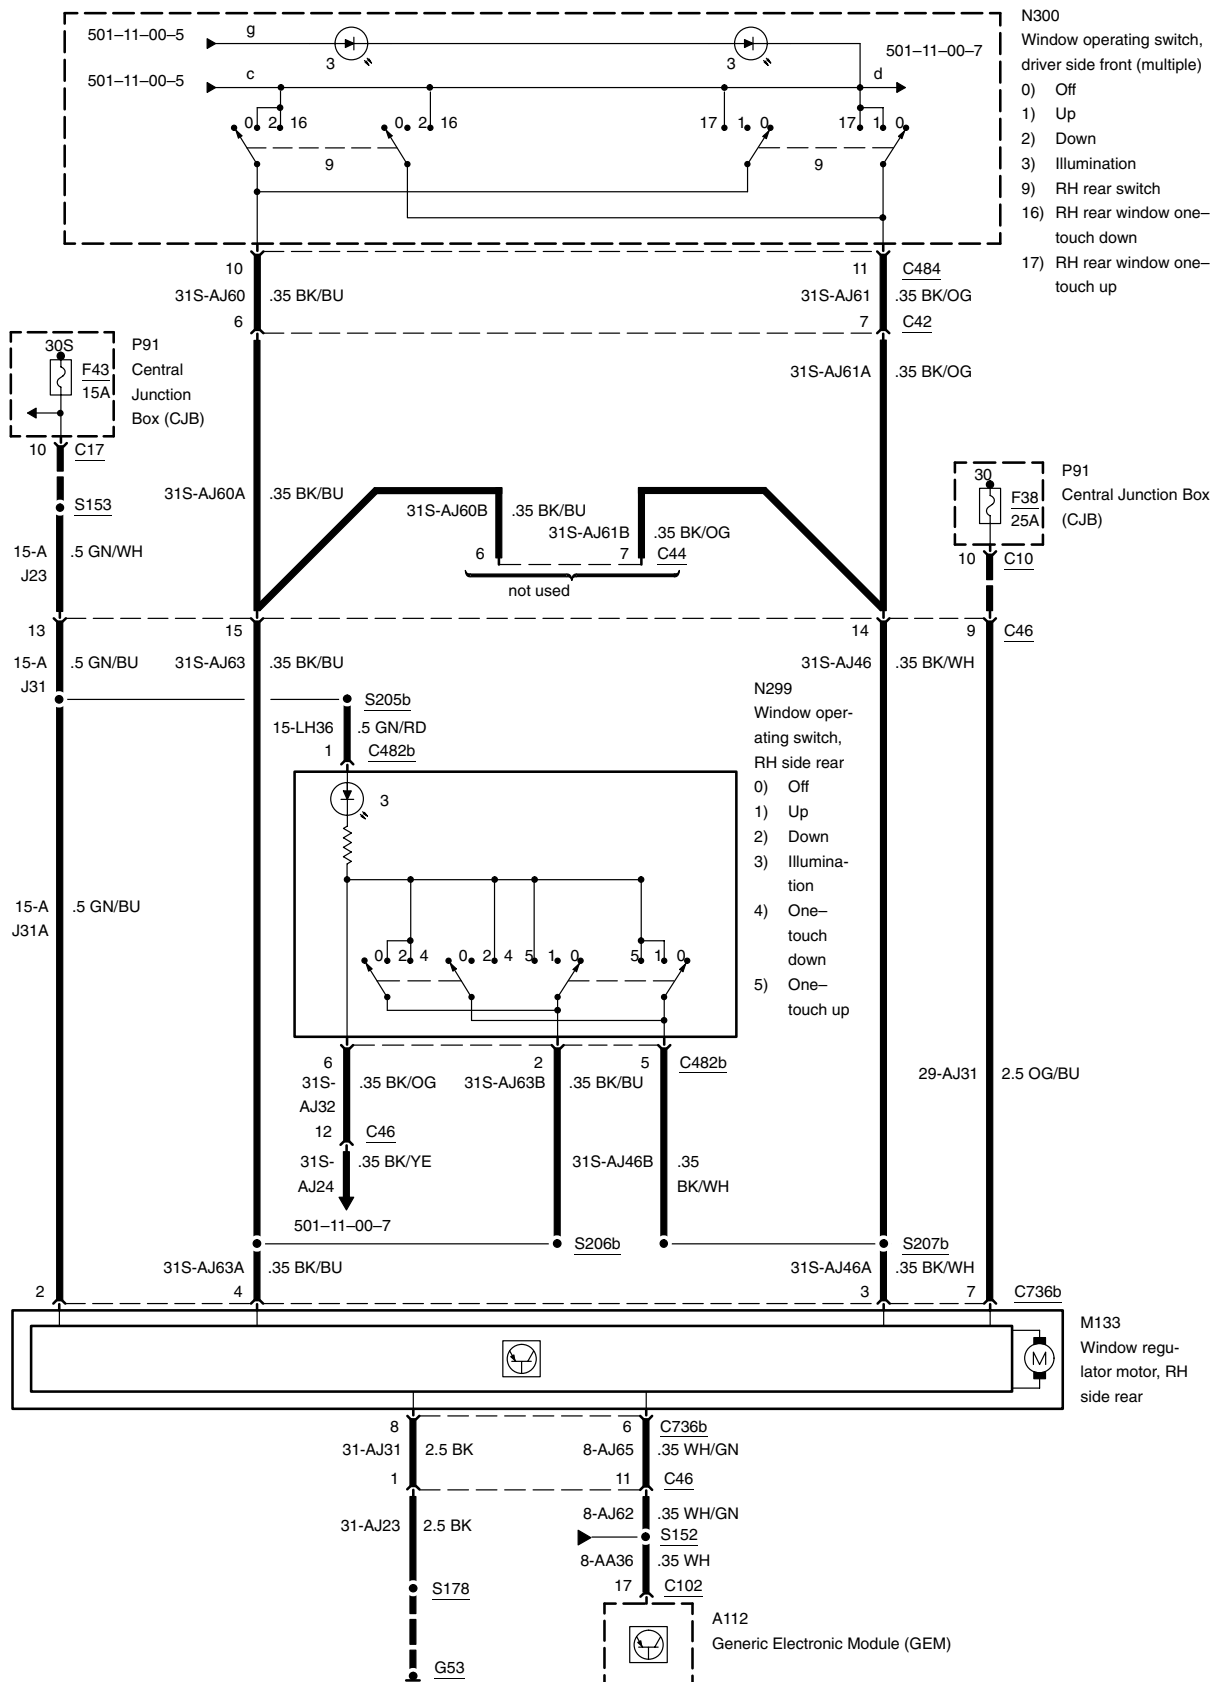 N300
501–11–00–5
g
Window operating switch,
3
3
501–11–00–7
driver side front (multiple)
501–11–00–5
c
d
0) Off
0 2 16
0 2 16
17 1 0
17 1 0
1) Up
2) Down
9
9
3) Illumination
9) RH rear switch
16) RH rear window one–
touch down
17) RH rear window one–
touch up
10
11
C484
31S-AJ60
.35 BK/BU
31S-AJ61
.35 BK/OG
6
7
C42
30S
P91
F43
Central
31S-AJ61A
.35 BK/OG
15A
Junction
Box (CJB)
10
C17
30
P91
31S-AJ60A
.35 BK/BU
F38
Central Junction Box
S153
31S-AJ60B
.35 BK/BU
25A
(CJB)
31S-AJ61B
.35 BK/OG
15-A
.5 GN/WH
6
7
C44
10
C10
J23
not used
13
15
14
9
C46
15-A
.5 GN/BU
31S-AJ63
.35 BK/BU
31S-AJ46
.35 BK/WH
J31
S205b
N299
15-LH36
.5 GN/RD
Window oper-
1
C482b
ating switch,
RH side rear
3
0) Off
1) Up
2) Down
3) Illumina-
tion
15-A
.5 GN/BU
4) One–
J31A
touch
0 2 4
0 2 4
5 1 0
5 1 0
down
5) One–
touch up
6
2
5
C482b
31S-
.35 BK/OG
31S-AJ63B
.35 BK/BU
29-AJ31
2.5 OG/BU
AJ32
12
C46
31S-
.35 BK/YE
31S-AJ46B
.35
AJ24
BK/WH
501–11–00–7
S206b
S207b
31S-AJ63A
.35 BK/BU
31S-AJ46A
.35 BK/WH
2
4
3
7
C736b
M133
M
Window regu-
lator motor, RH
side rear
8
6
C736b
31-AJ31
2.5 BK
8-AJ65
.35 WH/GN
1
11
C46
31-AJ23
2.5 BK
8-AJ62
.35 WH/GN
S152
8-AA36
.35 WH
S178
17
C102
A112
Generic Electronic Module (GEM)
G53